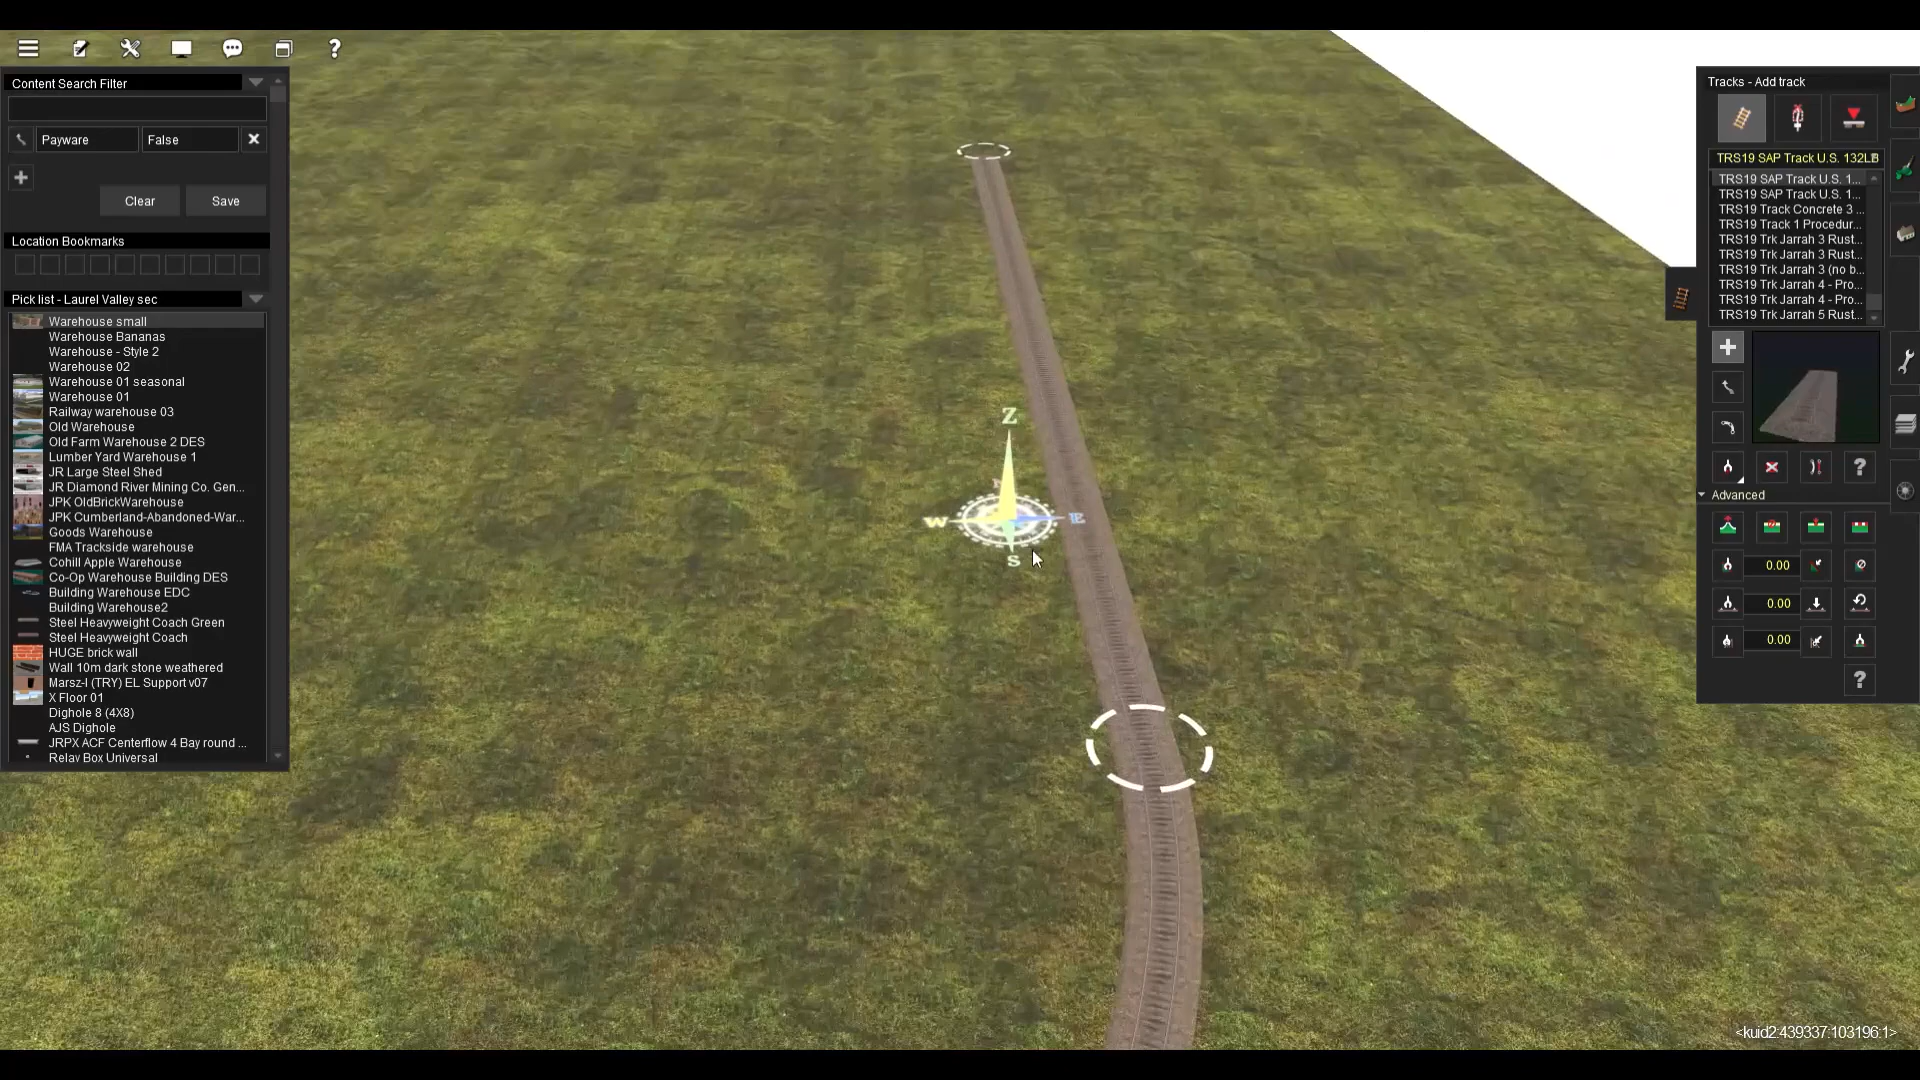 Content Search Filter
Payware
False
Clear
Save
Location Bookmarks
Pick list - Laurel Valley sec
Warehouse small
Warehouse Bananas
Warehouse - Style 2
Warehouse 02
Warehouse 01 seasonal
Warehouse 01
Railway warehouse 03
Old Warehouse
Old Farm Warehouse 2 DES
Lumber Yard Warehouse 1
JR Large Steel Shed
JR Diamond River Mining Co. Gen...
JPK OldBrickWarehouse
JPK Cumberland-Abandoned-War...
Goods Warehouse
FMA Trackside warehouse
Cohill Apple Warehouse
Co-Op Warehouse Building DES
Building Warehouse EDC
Building Warehouse2
Steel Heavyweight Coach Green
Steel Heavyweight Coach
HUGE brick wall
Wall 10m dark stone weathered
Marsz-I (TRY) EL Support v07
X Floor 01
Dighole 8 (4X8)
AJS Dighole
JRPX ACF Centerflow 4 Bay round ...
Relay Box Universal
Z
N
W
E
S
Tracks - Add track
TRS19 SAP Track U.S. 132LB
TRS19 SAP Track U.S. 1...
TRS19 SAP Track U.S. 1...
TRS19 Track Concrete 3 ...
TRS19 Track 1 Procedur...
TRS19 Trk Jarrah 3 Rust...
TRS19 Trk Jarrah 3 Rust...
TRS19 Trk Jarrah 3 (no b...
TRS19 Trk Jarrah 4 - Pro...
TRS19 Trk Jarrah 4 - Pro...
TRS19 Trk Jarrah 5 Rust...
Advanced
0.00
0.00
0.00
<kuid2:439337:103196:1>